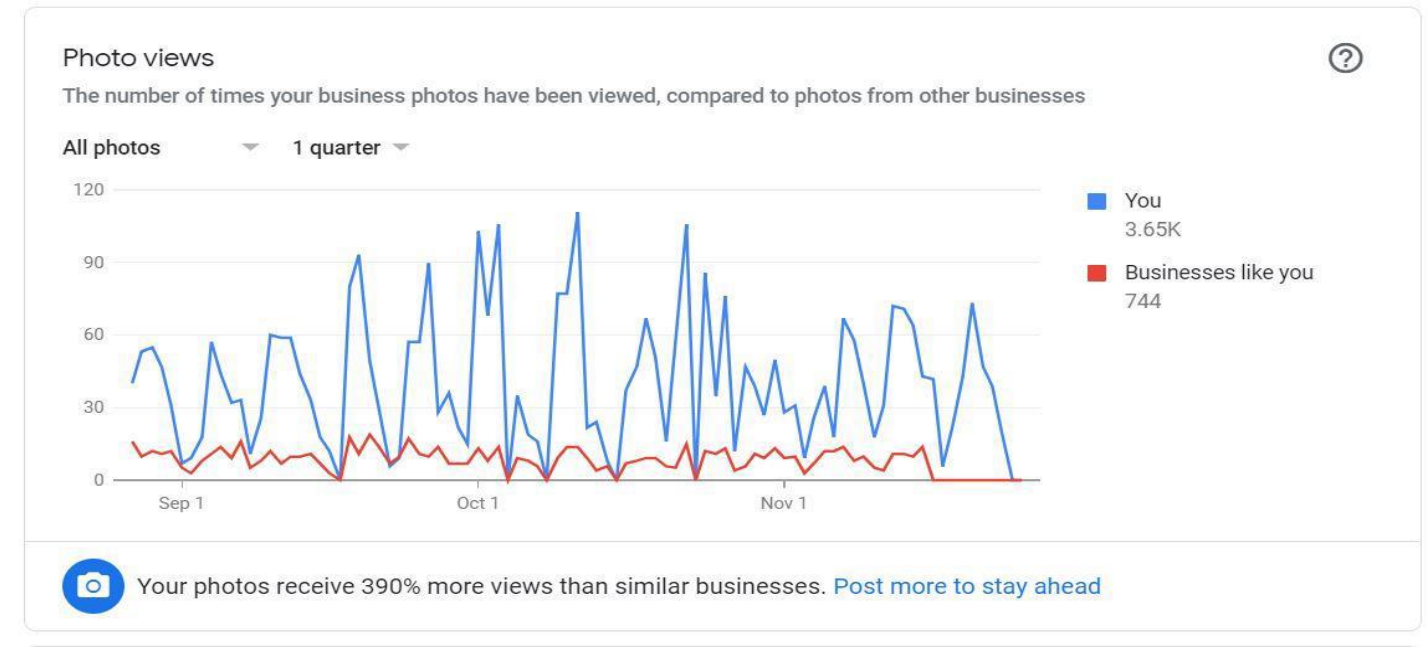 Photo views
The number of times your business photos have been viewed, compared to photos from other businesses
All photos 1 quarter
120
90
60
30
0
Sep 1 Oct 1 Nov 1
You
3.65K
Businesses like you
744
Your photos receive 390% more views than similar businesses. Post more to stay ahead